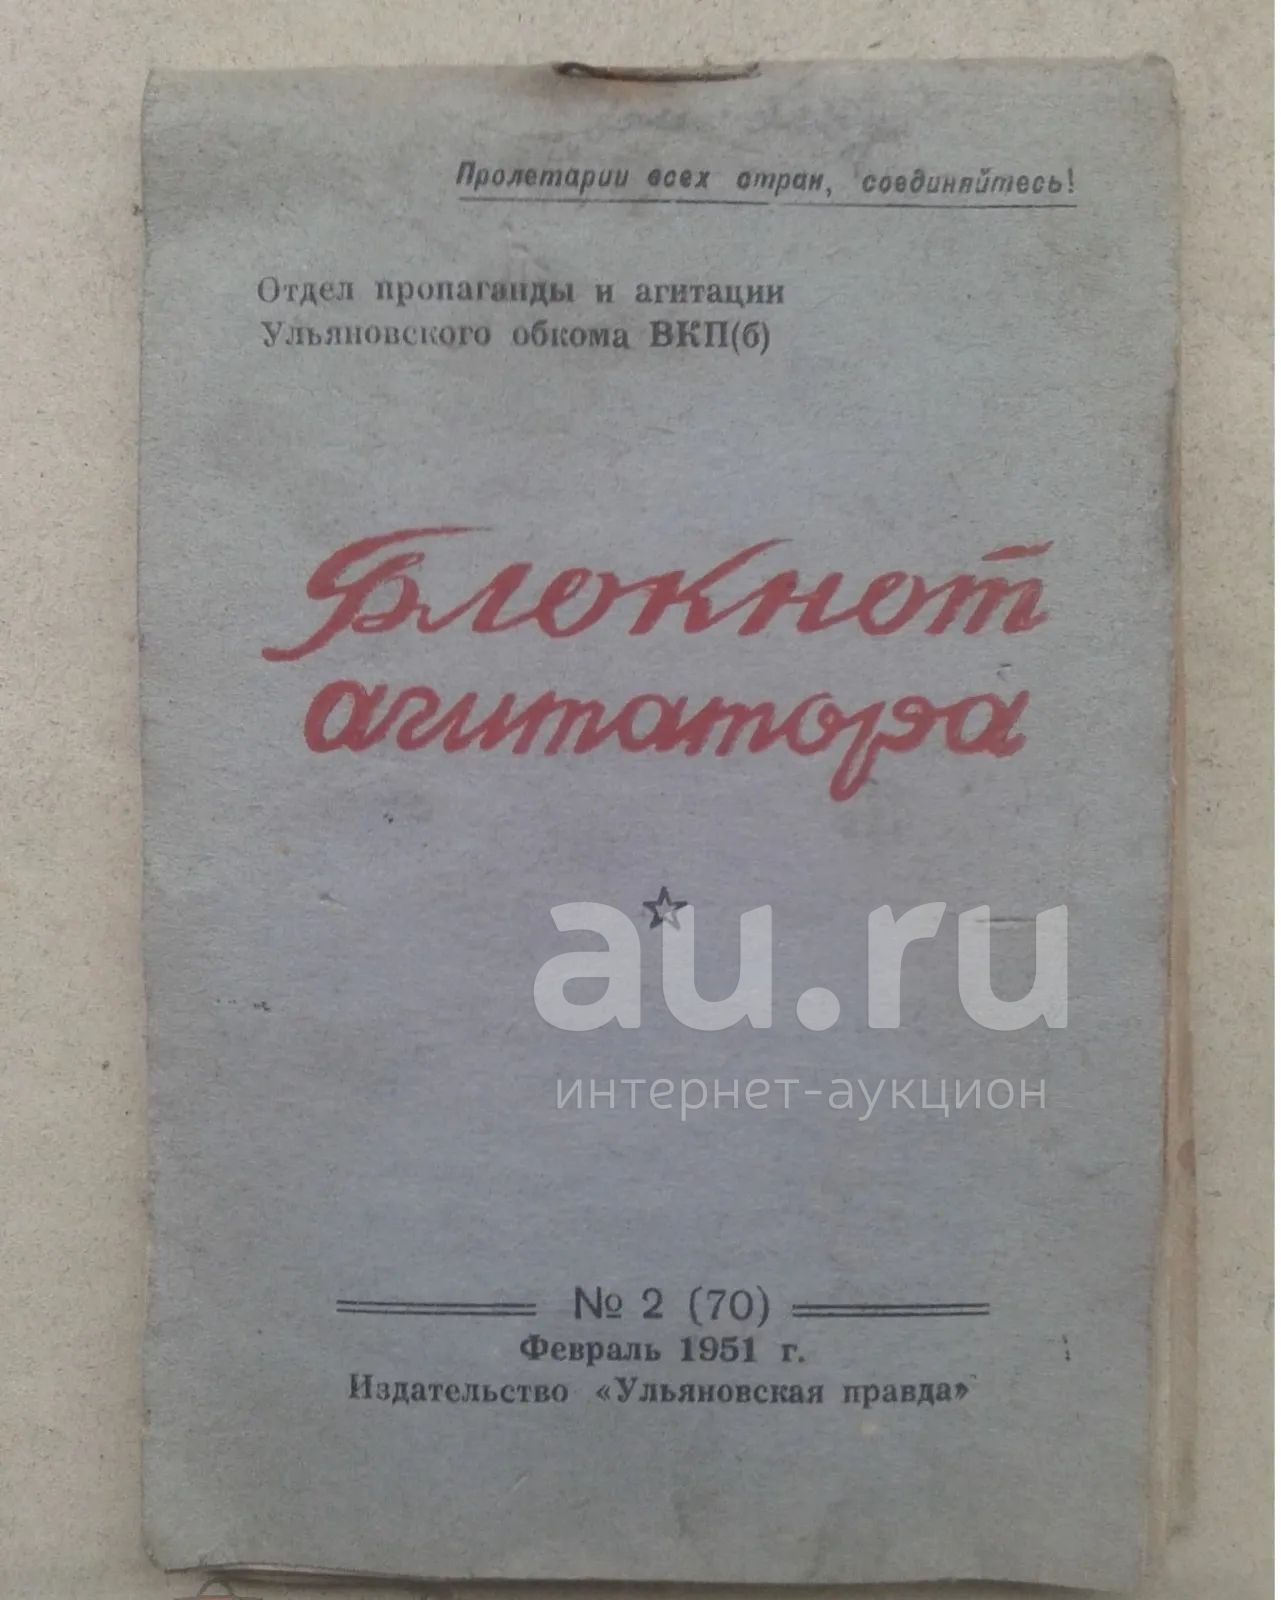 Пролетарии всех стран, соединяйтесь!
Отдел пропаганды и агитации
Ульяновского обкома ВКП(б)
Блокнот
агитатора
au.ru
интернет-аукцион
№ 2 (70)
Февраль 1951 г.
Издательство «Ульяновская правда»